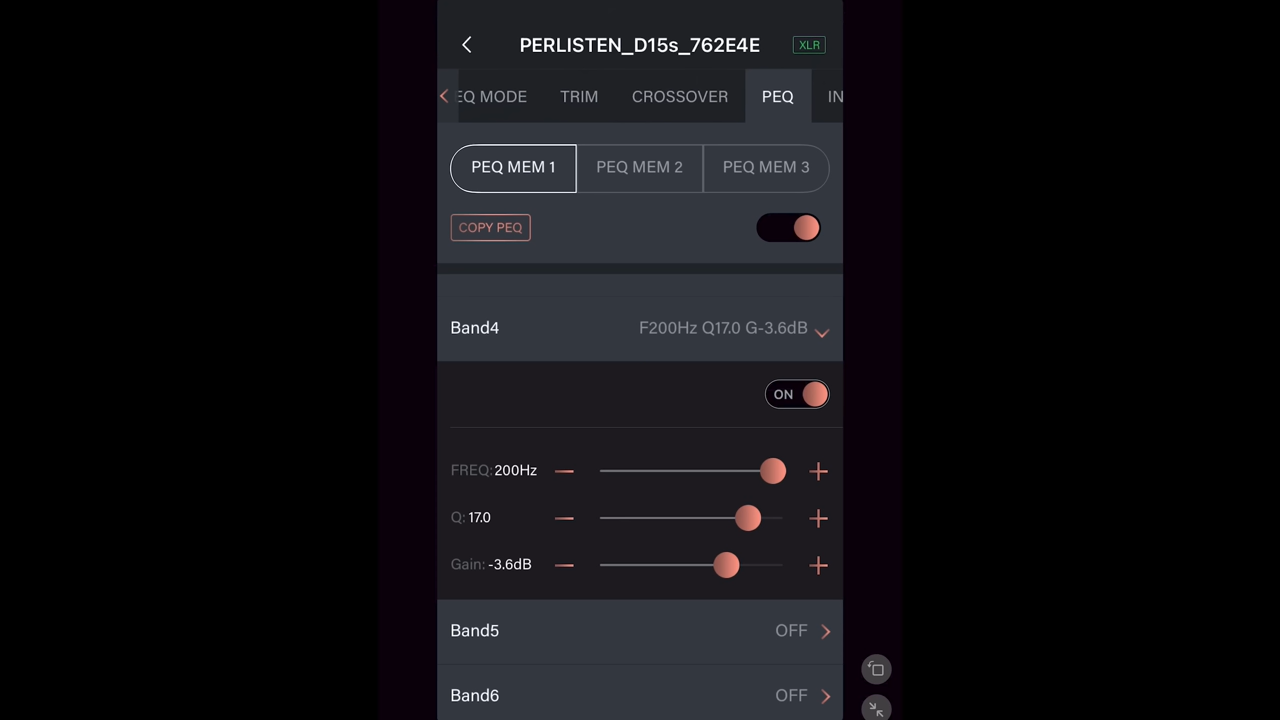 PERLISTEN_D15s_762E4E XLR
EQ MODE TRIM CROSSOVER PEQ IN
PEQ MEM 1 PEQ MEM 2 PEQ MEM 3
COPY PEQ
Band4 F200Hz Q17.0 G-3.6dB
ON
FREQ: 200Hz
Q: 17.0
Gain: -3.6dB
Band5 OFF
Band6 OFF